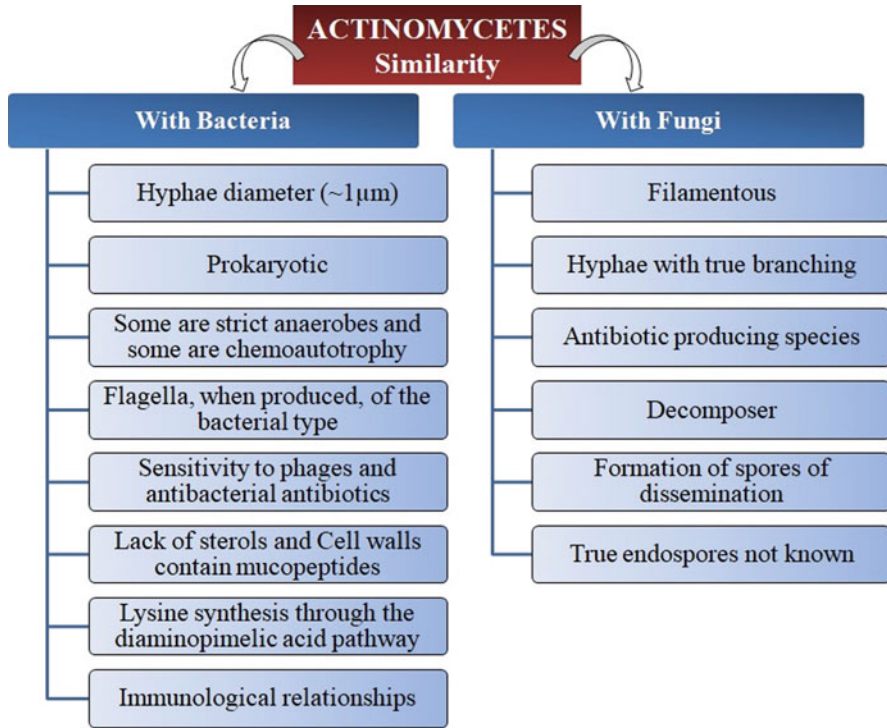 ACTINOMYCETES
Similarity
With Bacteria
Hyphae diameter (~1µm)
Prokaryotic
Some are strict anaerobes and
some are chemoautotrophy
Flagella, when produced, of the
bacterial type
Sensitivity to phages and
antibacterial antibiotics
Lack of sterols and Cell walls
contain mucopeptides
Lysine synthesis through the
diaminopimelic acid pathway
Immunological relationships
With Fungi
Filamentous
Hyphae with true branching
Antibiotic producing species
Decomposer
Formation of spores of
dissemination
True endospores not known